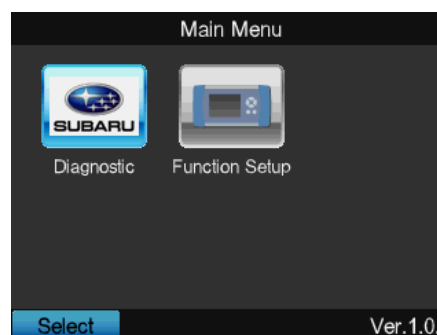 Main Menu
SUBARU
Diagnostic
Function Setup
Select
Ver.1.0.